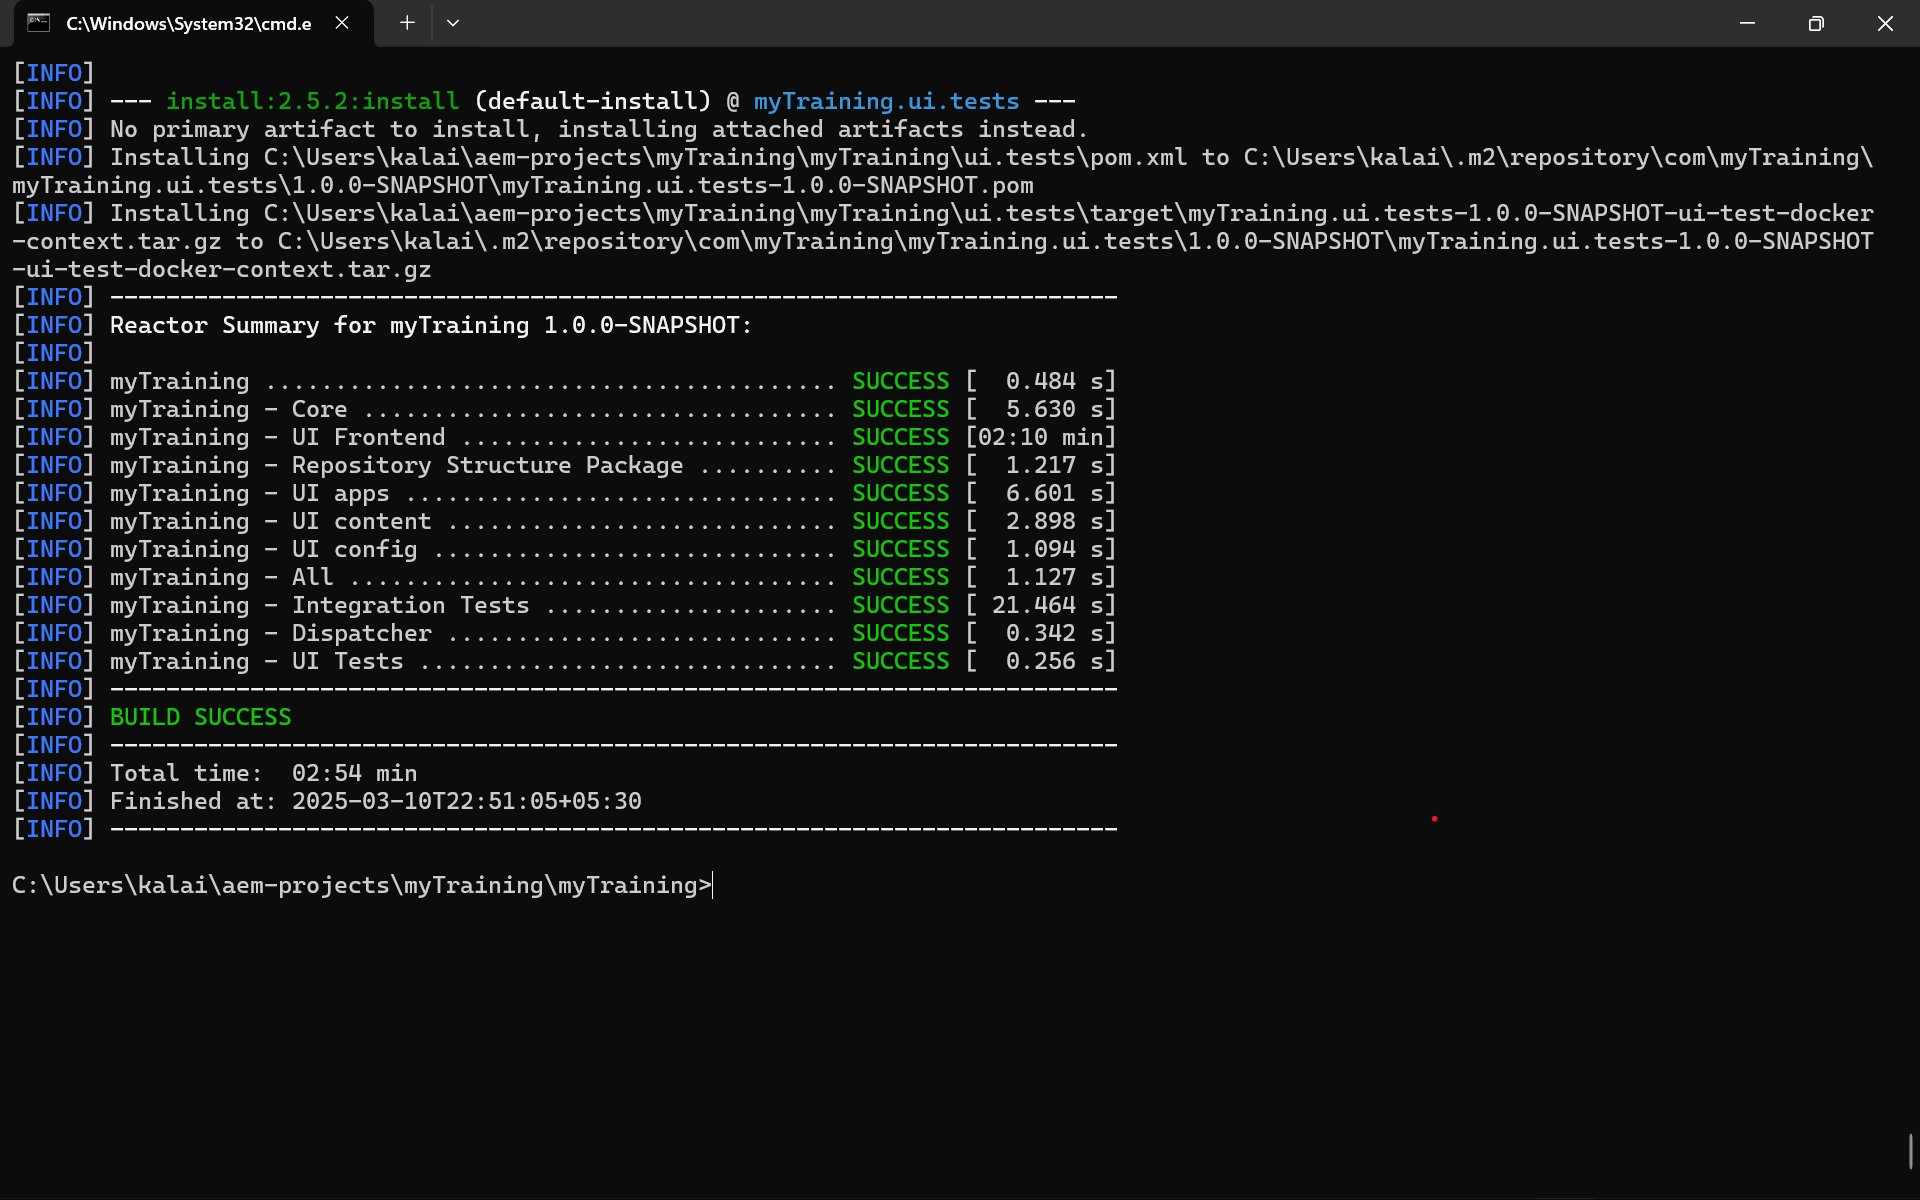 C:\Windows\System32\cmd.e
[INFO]
[INFO] --- install:2.5.2:install (default-install) @ myTraining.ui.tests ---
[INFO] No primary artifact to install, installing attached artifacts instead.
[INFO] Installing C:\Users\kalai\aem-projects\myTraining\myTraining\ui.tests\pom.xml to C:\Users\kalai\.m2\repository\com\myTraining\
myTraining.ui.tests\1.0.0-SNAPSHOT\myTraining.ui.tests-1.0.0-SNAPSHOT.pom
[INFO] Installing C:\Users\kalai\aem-projects\myTraining\myTraining\ui.tests\target\myTraining.ui.tests-1.0.0-SNAPSHOT-ui-test-docker
-context.tar.gz to C:\Users\kalai\.m2\repository\com\myTraining\myTraining.ui.tests\1.0.0-SNAPSHOT\myTraining.ui.tests-1.0.0-SNAPSHOT
-ui-test-docker-context.tar.gz
[INFO] ------------------------------------------------------------------------
[INFO] Reactor Summary for myTraining 1.0.0-SNAPSHOT:
[INFO]
[INFO] myTraining ......................................... SUCCESS [  0.484 s]
[INFO] myTraining - Core .................................. SUCCESS [  5.630 s]
[INFO] myTraining - UI Frontend ........................... SUCCESS [02:10 min]
[INFO] myTraining - Repository Structure Package .......... SUCCESS [  1.217 s]
[INFO] myTraining - UI apps ............................... SUCCESS [  6.601 s]
[INFO] myTraining - UI content ............................ SUCCESS [  2.898 s]
[INFO] myTraining - UI config ............................. SUCCESS [  1.094 s]
[INFO] myTraining - All ................................... SUCCESS [  1.127 s]
[INFO] myTraining - Integration Tests ..................... SUCCESS [ 21.464 s]
[INFO] myTraining - Dispatcher ............................ SUCCESS [  0.342 s]
[INFO] myTraining - UI Tests .............................. SUCCESS [  0.256 s]
[INFO] ------------------------------------------------------------------------
[INFO] BUILD SUCCESS
[INFO] ------------------------------------------------------------------------
[INFO] Total time:  02:54 min
[INFO] Finished at: 2025-03-10T22:51:05+05:30
[INFO] ------------------------------------------------------------------------
C:\Users\kalai\aem-projects\myTraining\myTraining>